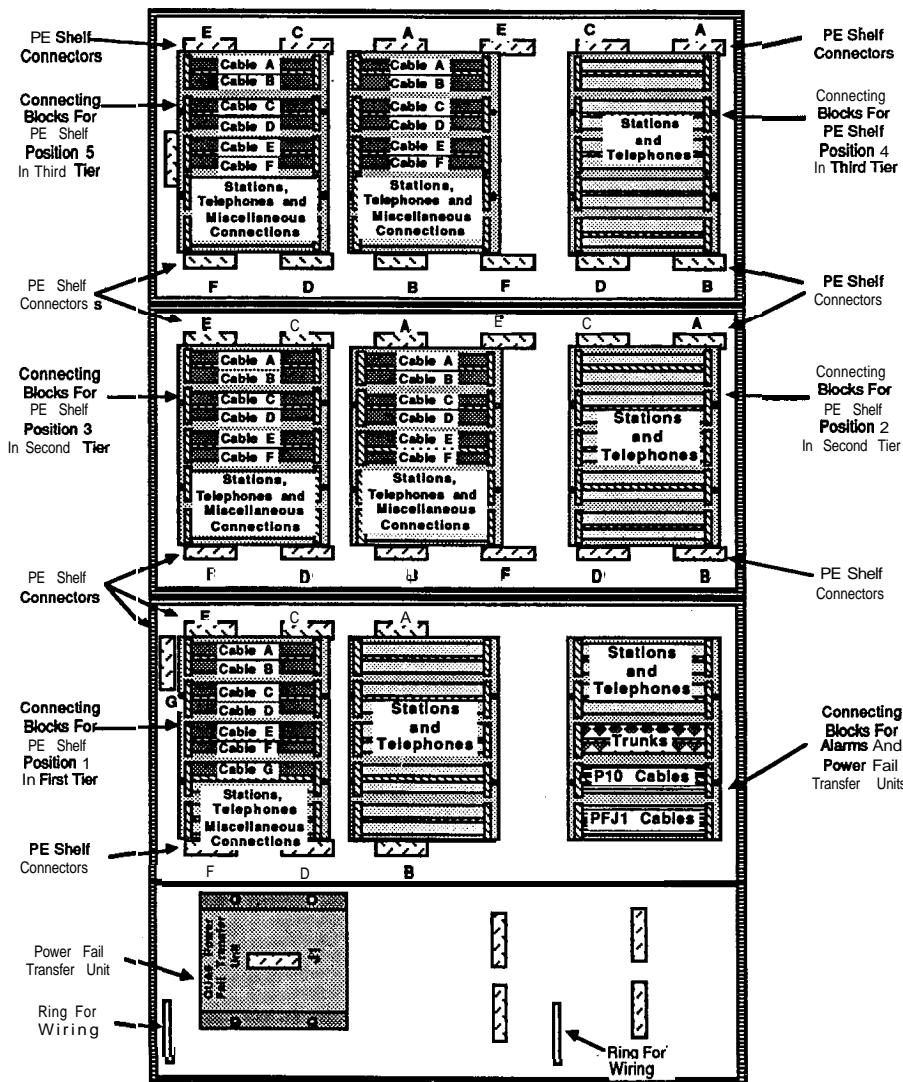 E C A E C A
PE Shelf
Connectors
PE Shelf
Connectors
Cable A
Cable B
Cable C
Cable D
Cable E
Cable F
Stations,
Telephones and
Miscellaneous
Connections
Cable A
Cable B
Cable C
Cable D
Cable E
Cable F
Stations,
Telephones and
Miscellaneous
Connections
Stations
and
Telephones
Connecting
Blocks For
PE Shelf
Position 5
In Third Tier
Connecting
Blocks For
PE Shelf
Position 4
In Third Tier
F D B F D B
PE Shelf
Connectors s
PE Shelf
Connectors
E C A E C A
Cable A
Cable B
Cable C
Cable D
Cable E
Cable F
Stations,
Telephones and
Miscellaneous
Connections
Cable A
Cable B
Cable C
Cable D
Cable E
Cable F
Stations,
Telephones and
Miscellaneous
Connections
Stations
and
Telephones
Connecting
Blocks For
PE Shelf
Position 3
In Second Tier
Connecting
Blocks For
PE Shelf
Position 2
In Second Tier
D F D B
PE Shelf
Connectors
PE Shelf
Connectors
E C A
G
Cable A
Cable B
Cable C
Cable D
Cable E
Cable F
Cable G
Stations,
Telephones
Miscellaneous
Connections
Stations
and
Telephones
Stations
and
Telephones
Trunks
P10 Cables
PFJ1 Cables
Connecting
Blocks For
PE Shelf
Position 1
In First Tier
Connecting
Blocks For
Alarms And
Power Fail
Transfer Units
PE Shelf
Connectors
F D B
Power Fail
Transfer Unit
Power
Fail Transfer
Unit
J1
Ring For
Wiring
Ring For
Wiring